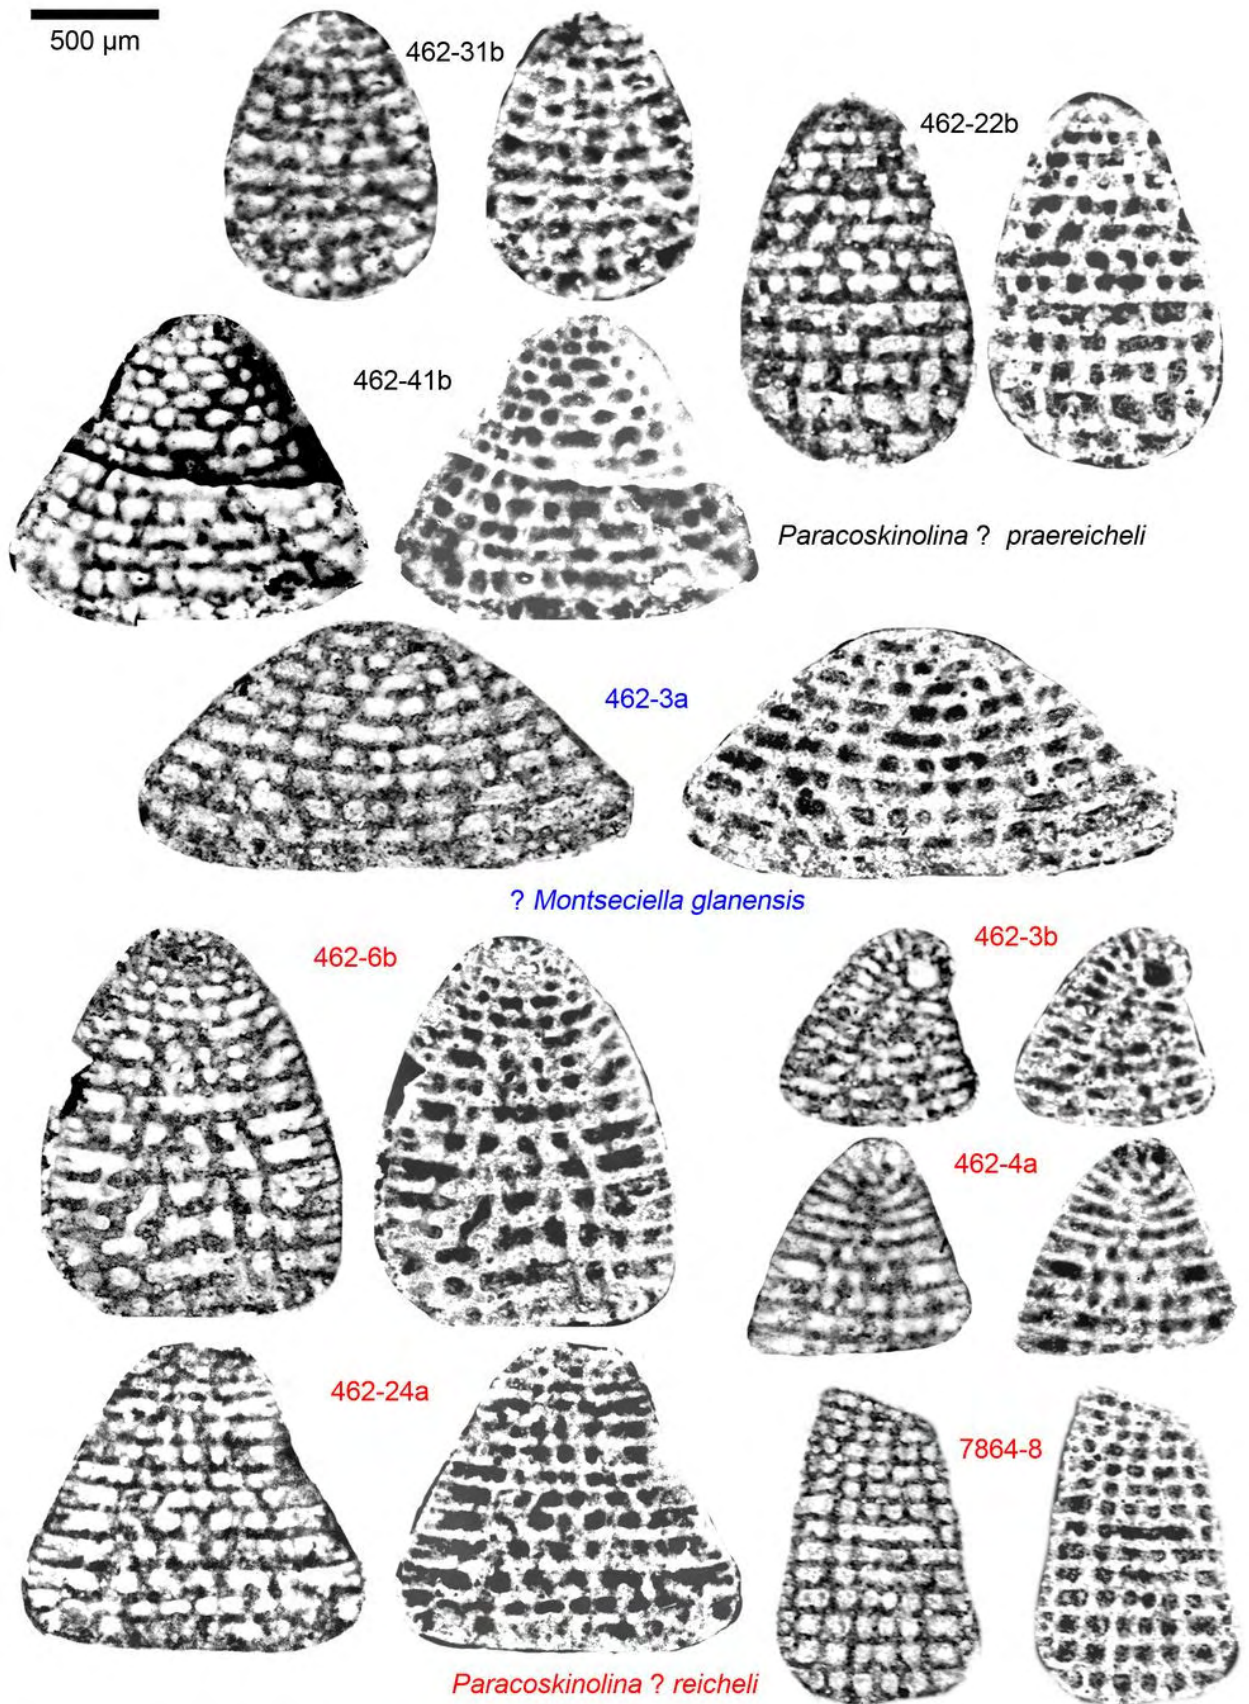 500 µm
462-31b
462-22b
462-41b
Paracoskinolina ? praereicheli
462-3a
? Montseciella glanensis
462-6b
462-3b
462-4a
462-24a
7864-8
Paracoskinolina ? reicheli